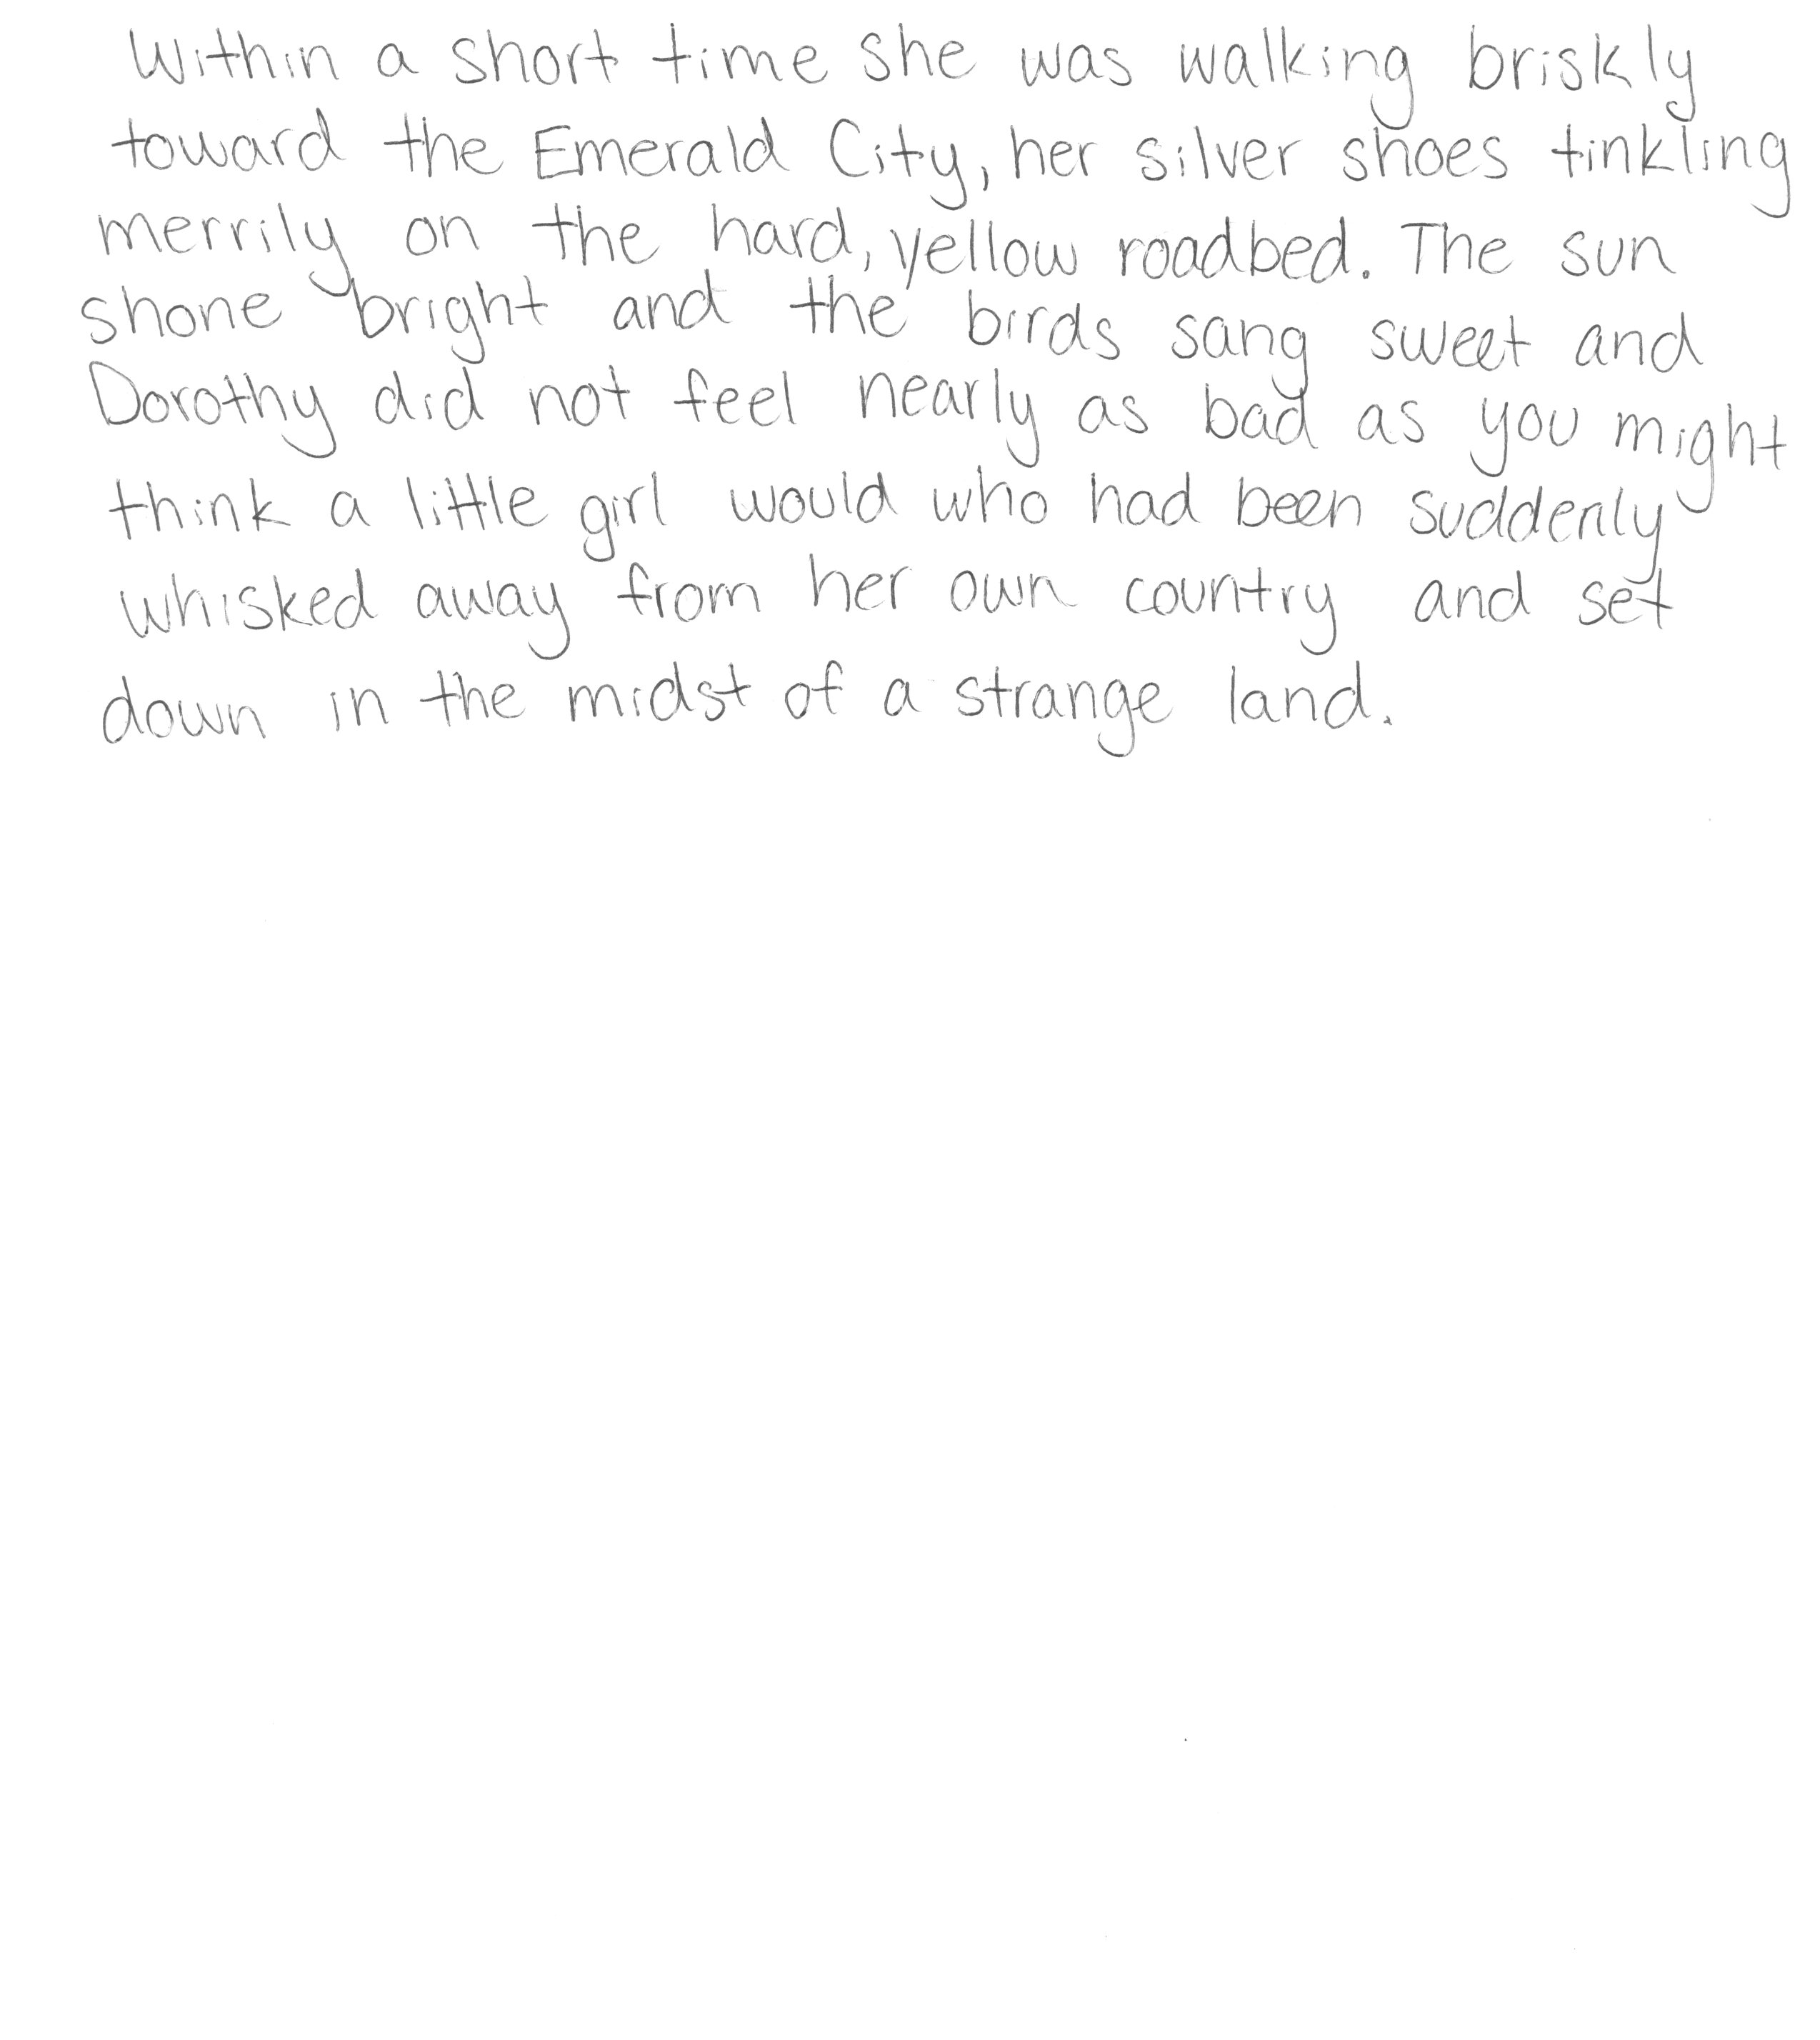 Within a short time she was walking briskly
toward the Emerald City, her silver shoes tinkling
merrily on the hard, yellow roadbed. The sun
shone bright and the birds sang sweet and
Dorothy did not feel nearly as bad as you might
think a little girl would who had been suddenly
whisked away from her own country and set
down in the midst of a strange land.